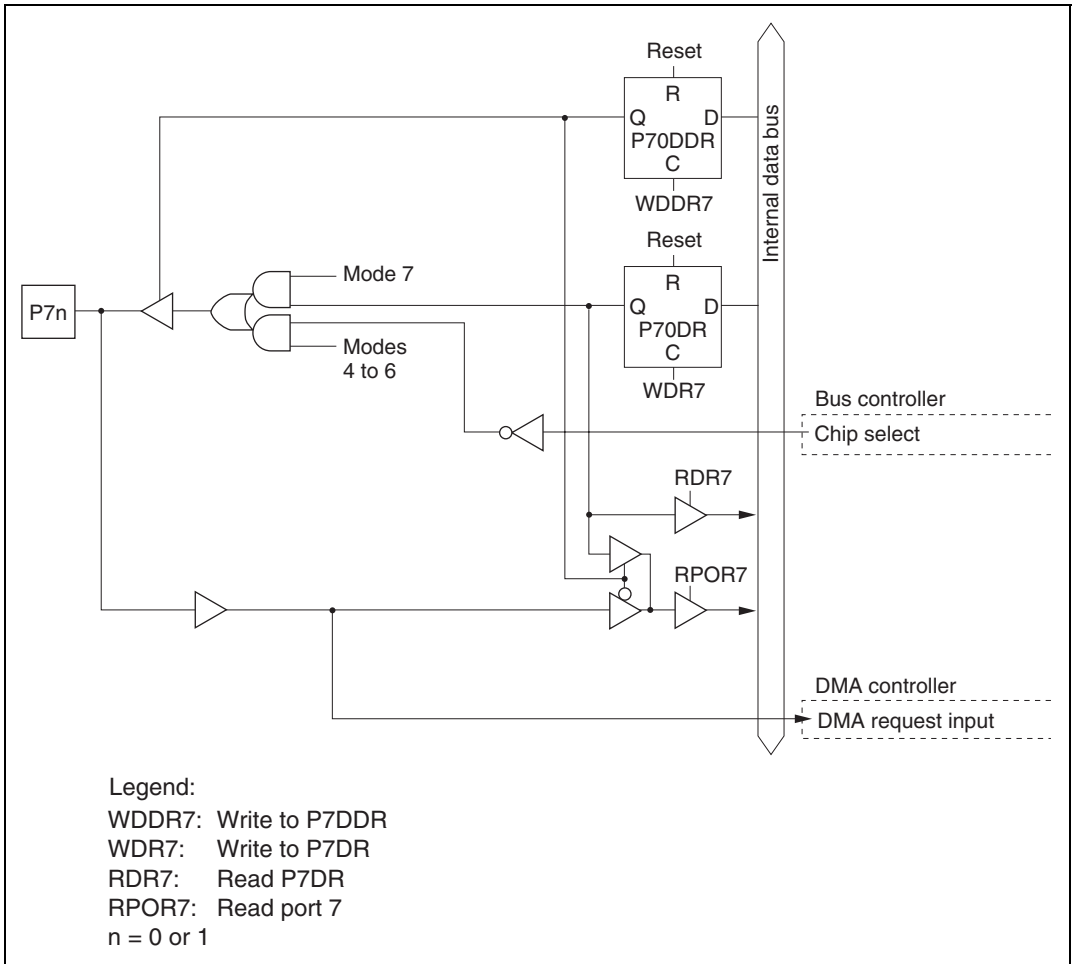 Reset
R
Q D
P70DDR
C
WDDR7
Internal data bus
Reset
R
Mode 7
Q D
P7n
P70DR
C
Modes
4 to 6
WDR7
Bus controller
Chip select
RDR7
RPOR7
DMA controller
DMA request input
Legend:
WDDR7: Write to P7DDR
WDR7: Write to P7DR
RDR7: Read P7DR
RPOR7: Read port 7
n = 0 or 1